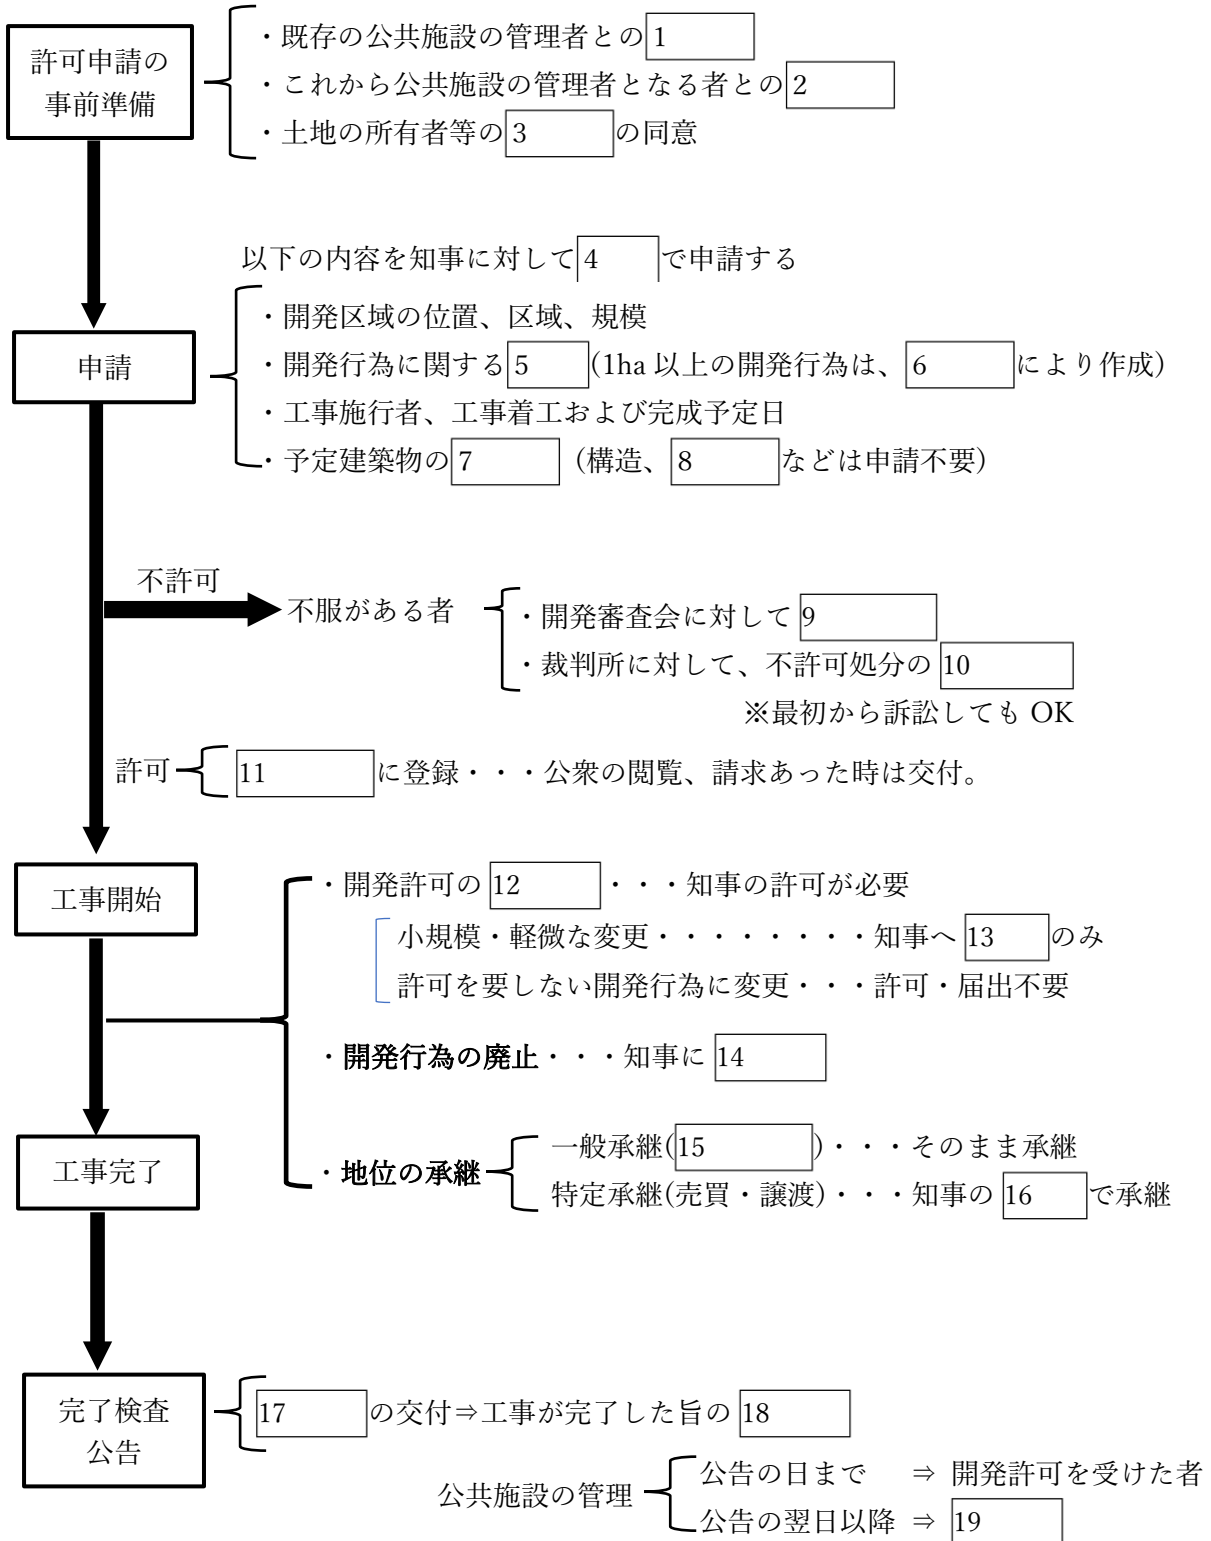 許可申請の
事前準備
・既存の公共施設の管理者との 1
・これから公共施設の管理者となる者との 2
・土地の所有者等の 3 の同意
以下の内容を知事に対して 4 で申請する
申請
・開発区域の位置、区域、規模
・開発行為に関する 5 (1ha 以上の開発行為は、 6 により作成)
・工事施行者、工事着工および完成予定日
・予定建築物の 7 (構造、 8 などは申請不要)
不許可
不服がある者
・開発審査会に対して 9
・裁判所に対して、不許可処分の 10
※最初から訴訟しても OK
許可
11 に登録・・・公衆の閲覧、請求あった時は交付。
工事開始
・開発許可の 12 ・・・知事の許可が必要
小規模・軽微な変更・・・・・・・・知事へ 13 のみ
許可を要しない開発行為に変更・・・許可・届出不要
・開発行為の廃止・・・知事に 14
工事完了
・地位の承継
一般承継( 15 )・・・そのまま承継
特定承継(売買・譲渡)・・・知事の 16 で承継
完了検査
公告
17 の交付⇒工事が完了した旨の 18
公共施設の管理
公告の日まで ⇒ 開発許可を受けた者
公告の翌日以降 ⇒ 19